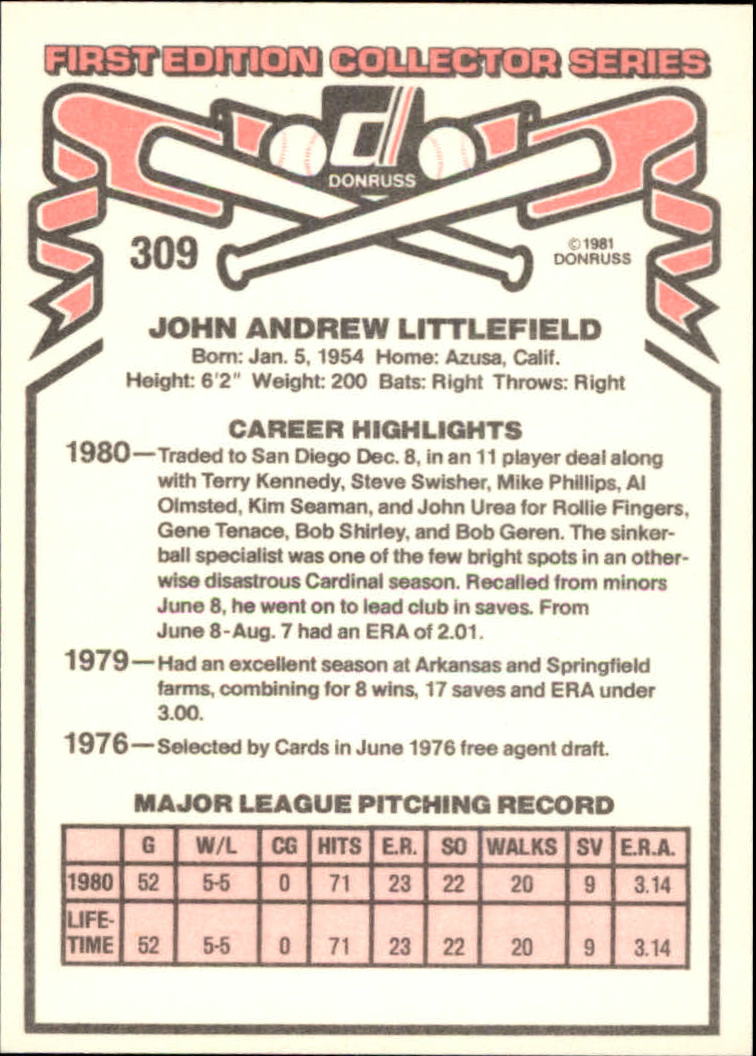 FIRST EDITION COLLECTOR SERIES
d
DONRUSS
309
©1981
DONRUSS
JOHN ANDREW LITTLEFIELD
Born: Jan. 5, 1954 Home: Azusa, Calif.
Height: 6'2" Weight: 200 Bats: Right Throws: Right
CAREER HIGHLIGHTS
1980—Traded to San Diego Dec. 8, in an 11 player deal along
with Terry Kennedy, Steve Swisher, Mike Phillips, Al
Olmsted, Kim Seaman, and John Urea for Rollie Fingers,
Gene Tenace, Bob Shirley, and Bob Geren. The sinker-
ball specialist was one of the few bright spots in an other-
wise disastrous Cardinal season. Recalled from minors
June 8, he went on to lead club in saves. From
June 8-Aug. 7 had an ERA of 2.01.
1979—Had an excellent season at Arkansas and Springfield
farms, combining for 8 wins, 17 saves and ERA under
3.00.
1976—Selected by Cards in June 1976 free agent draft.
MAJOR LEAGUE PITCHING RECORD
G W/L CG HITS E.R. SO WALKS SV E.R.A.
1980 52 5-5 0 71 23 22 20 9 3.14
LIFE-
TIME 52 5-5 0 71 23 22 20 9 3.14